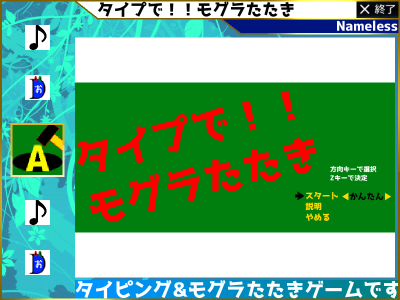 タイプで！！モグラたたき
× 終了
Nameless
お
A
お
タイプで！！
モグラたたき
方向キーで選択
Zキーで決定
スタート ◀かんたん▶
説明
やめる
タイピング&モグラたたきゲームです